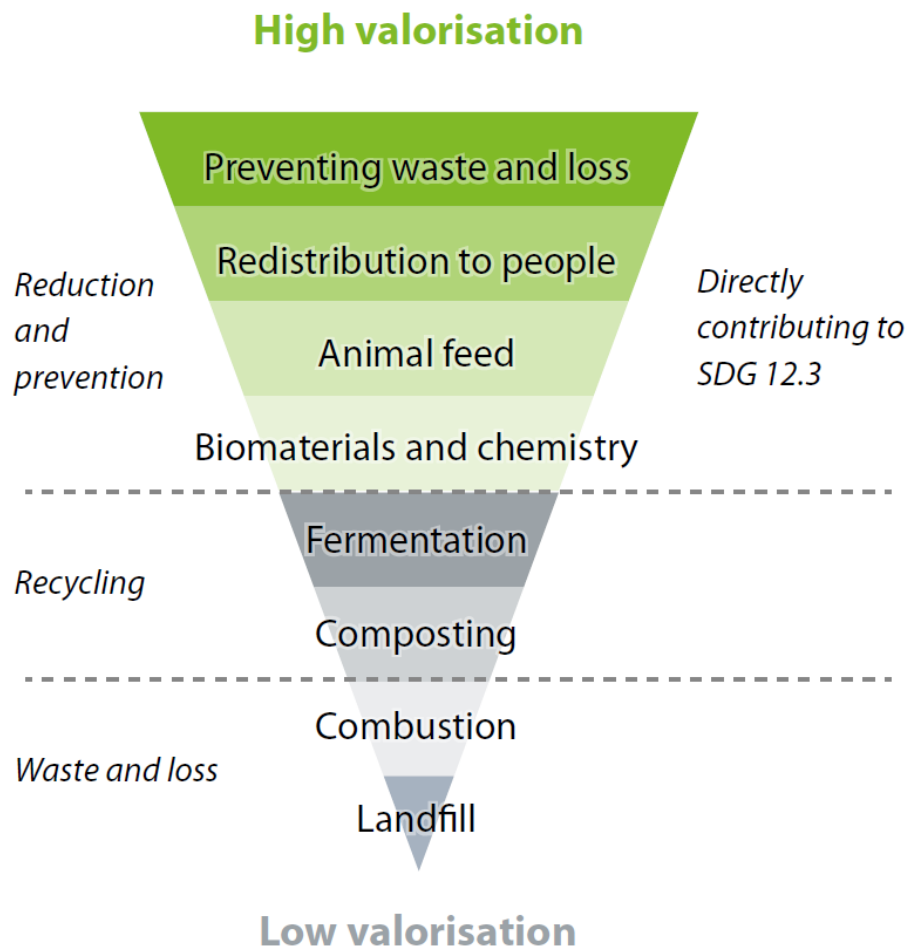 High valorisation
Preventing waste and loss
Redistribution to people
Reduction
and
prevention
Directly
contributing to
SDG 12.3
Animal feed
Biomaterials and chemistry
Fermentation
Recycling
Composting
Combustion
Waste and loss
Landfill
Low valorisation